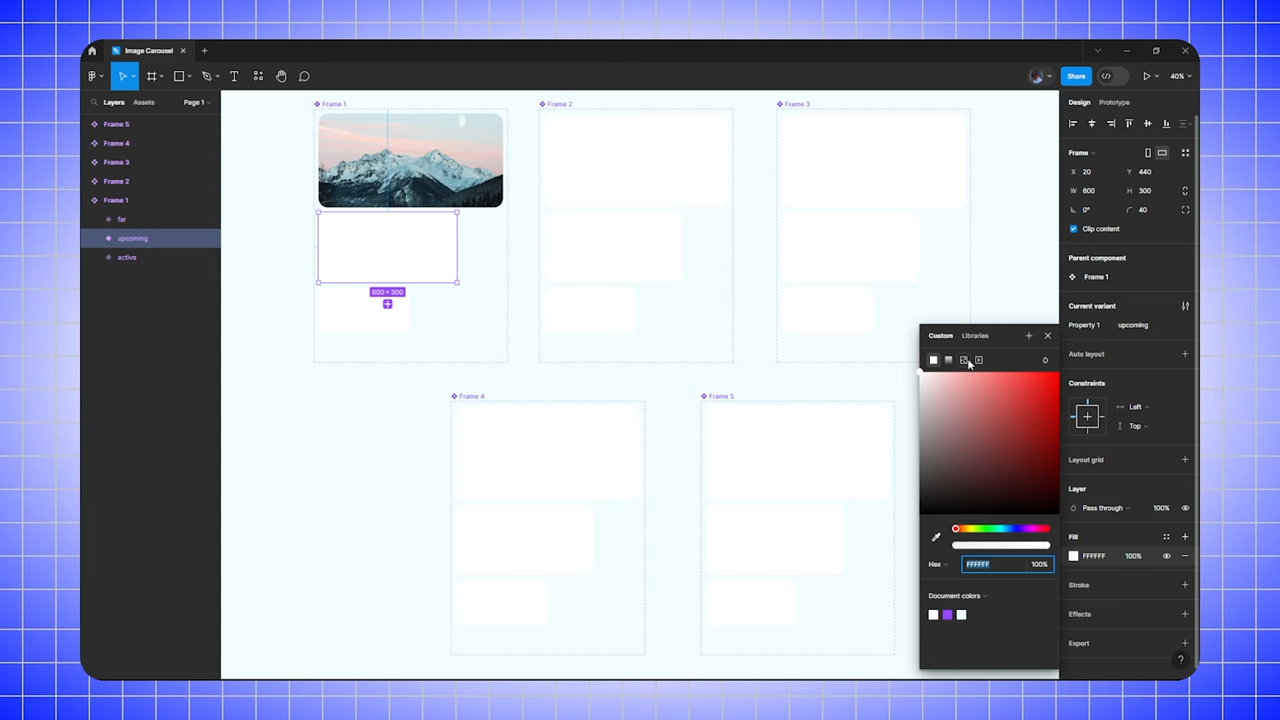 Image Carousel
Share
40%
Layers
Assets
Page 1
Frame 5
Frame 4
Frame 3
Frame 2
Frame 1
far
upcoming
active
Frame 1
Frame 2
Frame 3
600 × 300
Frame 4
Frame 5
Custom
Libraries
Hex
FFFFFF
100%
Document colors
Design
Prototype
Frame
X 20
Y 440
W 600
H 300
0°
40
Clip content
Parent component
Frame 1
Current variant
Property 1
upcoming
Auto layout
Constraints
Left
Top
Layout grid
Layer
Pass through
100%
Fill
FFFFFF
100%
Stroke
Effects
Export
?